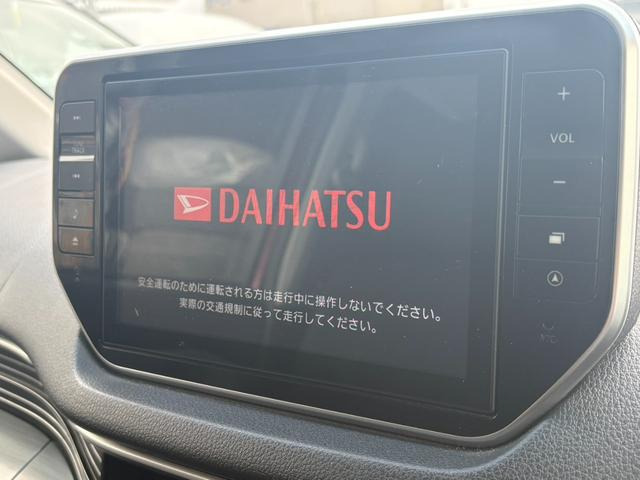 TRACK
DAIHATSU
安全運転のために運転される方は走行中に操作しないでください。
実際の交通規制に従って走行してください。
+
VOL
−